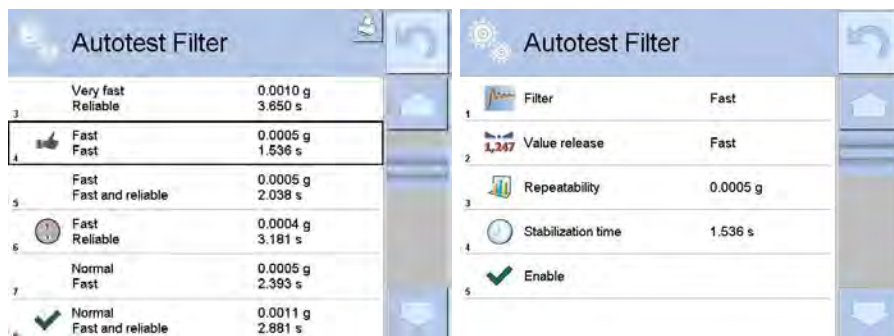 Autotest Filter
3 Very fast 0.0010 g
Reliable 3.650 s
4 Fast 0.0005 g
Fast 1.536 s
5 Fast 0.0005 g
Fast and reliable 2.038 s
6 Fast 0.0004 g
Reliable 3.181 s
7 Normal 0.0005 g
Fast 2.393 s
Normal 0.0011 g
Fast and reliable 2.881 s
Autotest Filter
1 Filter Fast
2 1,247 Value release Fast
3 Repeatability 0.0005 g
4 Stabilization time 1.536 s
5 Enable